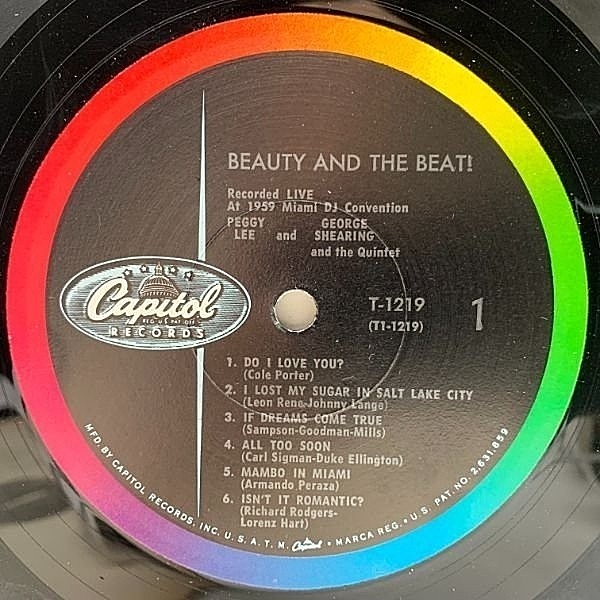 BEAUTY AND THE BEAT!
Recorded LIVE
At 1959 Miami DJ Convention
PEGGY GEORGE
LEE and SHEARING
and the Quintet
Capitol
REG. U.S. PAT. OFF.
RECORDS
T-1219 1
(T1-1219)
1. DO I LOVE YOU?
(Cole Porter)
2. I LOST MY SUGAR IN SALT LAKE CITY
(Leon Rene-Johnny Lange)
3. IF DREAMS COME TRUE
(Sampson-Goodman-Mills)
4. ALL TOO SOON
(Carl Sigman-Duke Ellington)
5. MAMBO IN MIAMI
(Armando Peraza)
6. ISN'T IT ROMANTIC?
(Richard Rodgers-
Lorenz Hart)
MFD. BY CAPITOL RECORDS, INC. U.S.A. T.M. Capitol • MARCA REG. • U.S. PAT. NO. 2,631,859